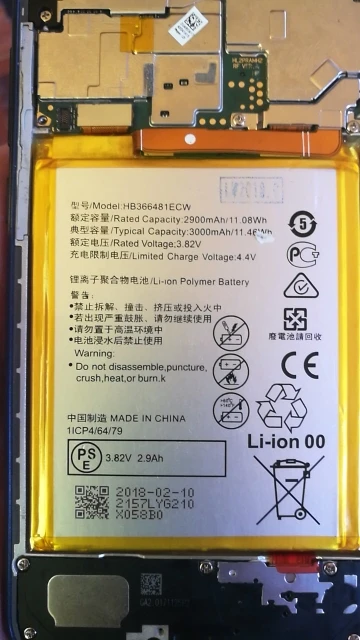 HL2PRAMHZ
型号/Model:HB366481ECW
额定容量/Rated Capacity:2900mAh/11.08Wh
典型容量/Typical Capacity:3000mAh/11.46Wh
额定电压/Rated Voltage:3.82V
充电限制电压/Limited Charge Voltage:4.4V
锂离子聚合物电池/Li-ion Polymer Battery
警告:
•禁止拆解、撞击、挤压或投入火中
•若出现严重鼓胀、请勿继续使用
•请勿置于高温环境中
•电池浸水后禁止使用
Warning:
• Do not disassemble,puncture,
crush,heat,or burn.k
5
廢電池請回收
CE
中国制造 MADE IN CHINA
1ICP4/64/79
Li-ion 00
PS
E
3.82V 2.9Ah
2018-02-10
2157LYG210
X058B0